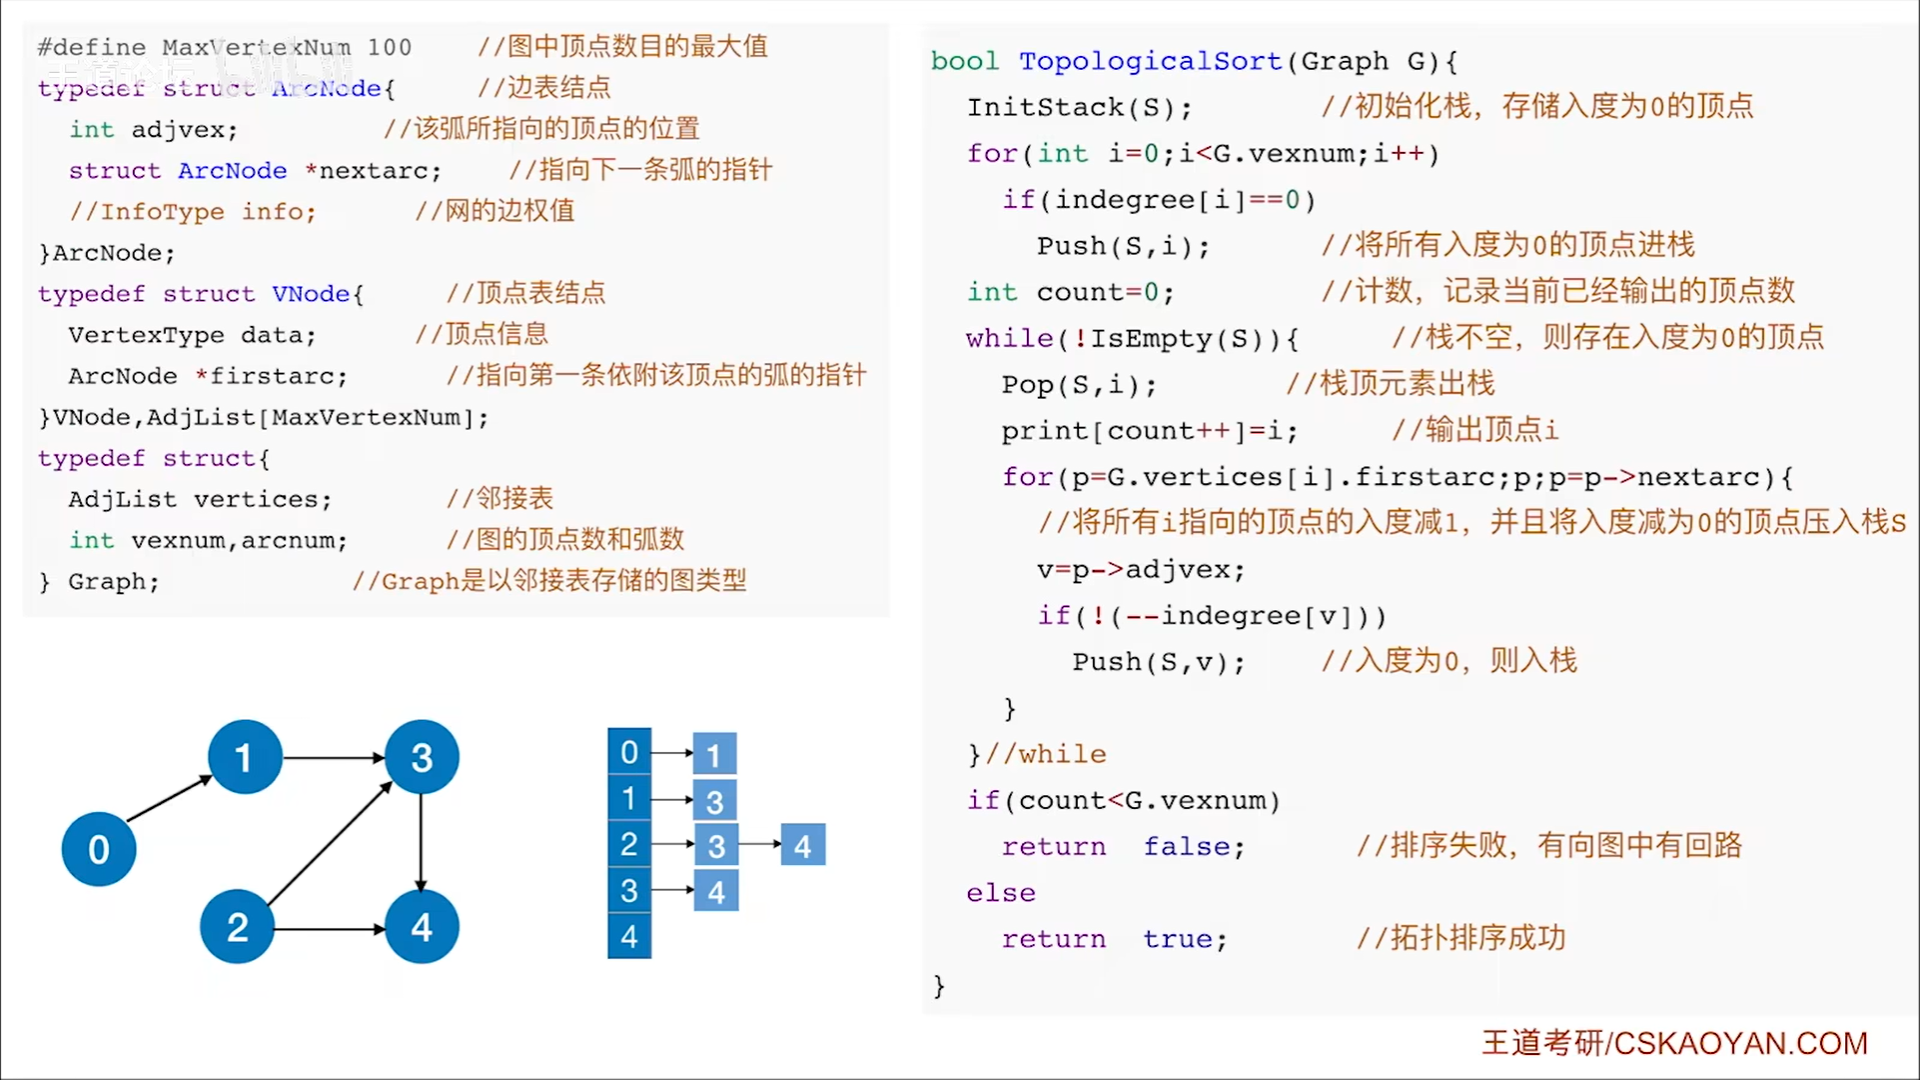 #define MaxVertexNum 100 //图中顶点数目的最大值
王道论坛
typedef struct ArcNode{ //边表结点
int adjvex; //该弧所指向的顶点的位置
struct ArcNode *nextarc; //指向下一条弧的指针
//InfoType info; //网的边权值
}ArcNode;
typedef struct VNode{ //顶点表结点
VertexType data; //顶点信息
ArcNode *firstarc; //指向第一条依附该顶点的弧的指针
}VNode,AdjList[MaxVertexNum];
typedef struct{
AdjList vertices; //邻接表
int vexnum,arcnum; //图的顶点数和弧数
} Graph; //Graph是以邻接表存储的图类型
bool TopologicalSort(Graph G){
InitStack(S); //初始化栈，存储入度为0的顶点
for(int i=0;i<G.vexnum;i++)
if(indegree[i]==0)
Push(S,i); //将所有入度为0的顶点进栈
int count=0; //计数，记录当前已经输出的顶点数
while(!IsEmpty(S)){ //栈不空，则存在入度为0的顶点
Pop(S,i); //栈顶元素出栈
print[count++]=i; //输出顶点i
for(p=G.vertices[i].firstarc;p;p=p->nextarc){
//将所有i指向的顶点的入度减1，并且将入度减为0的顶点压入栈S
v=p->adjvex;
if(!(--indegree[v]))
Push(S,v); //入度为0，则入栈
}
}//while
if(count<G.vexnum)
return false; //排序失败，有向图中有回路
else
return true; //拓扑排序成功
}
1 3
0
2 4
0 1
1 3
2 3 4
3 4
4
王道考研/CSKAOYAN.COM